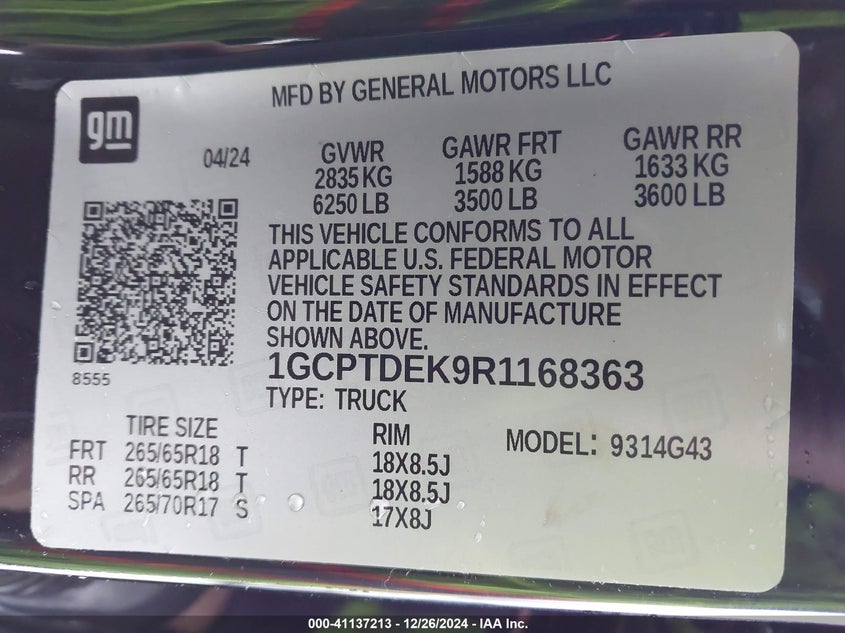 MFD BY GENERAL MOTORS LLC
gm
04/24
GVWR GAWR FRT GAWR RR
2835 KG 1588 KG 1633 KG
6250 LB 3500 LB 3600 LB
THIS VEHICLE CONFORMS TO ALL
APPLICABLE U.S. FEDERAL MOTOR
VEHICLE SAFETY STANDARDS IN EFFECT
ON THE DATE OF MANUFACTURE
SHOWN ABOVE.
8555
1GCPTDEK9R1168363
TYPE: TRUCK
TIRE SIZE RIM MODEL: 9314G43
FRT 265/65R18 T 18X8.5J
RR 265/65R18 T 18X8.5J
SPA 265/70R17 S 17X8J
000-41137213 - 12/26/2024 - IAA Inc.